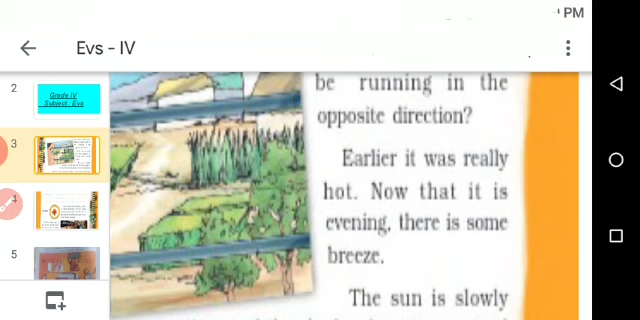 PM
Evs - IV
2
Grade IV
Subject : Evs
3
4
5
be running in the
opposite direction?
Earlier it was really
hot. Now that it is
evening, there is some
breeze.
The sun is slowly